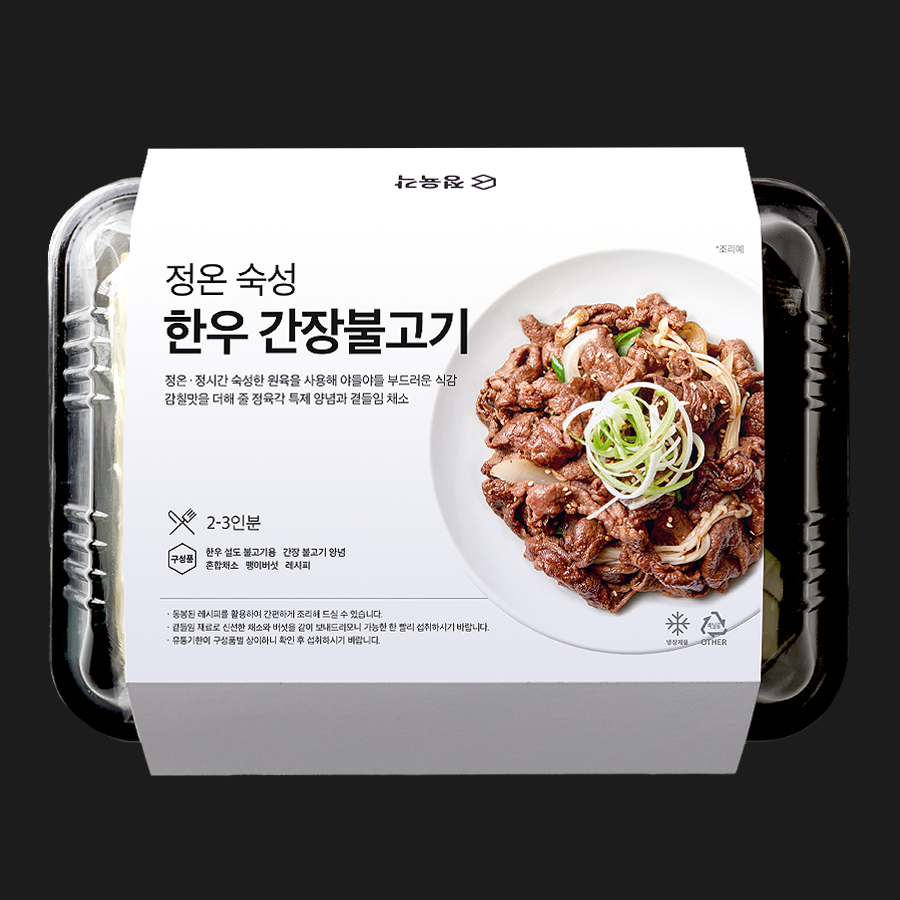 정육각
*조리예
정온 숙성
한우 간장불고기
정온·정시간 숙성한 원육을 사용해 야들야들 부드러운 식감
감칠맛을 더해 줄 정육각 특제 양념과 곁들임 채소
2-3인분
구성품
한우 설도 불고기용 간장 불고기 양념
혼합채소 팽이버섯 레시피
· 동봉된 레시피를 활용하여 간편하게 조리해 드실 수 있습니다.
· 곁들임 재료로 신선한 채소와 버섯을 같이 보내드리오니 가능한 한 빨리 섭취하시기 바랍니다.
· 유통기한이 구성품별 상이하니 확인 후 섭취하시기 바랍니다.
냉장제품
OTHER